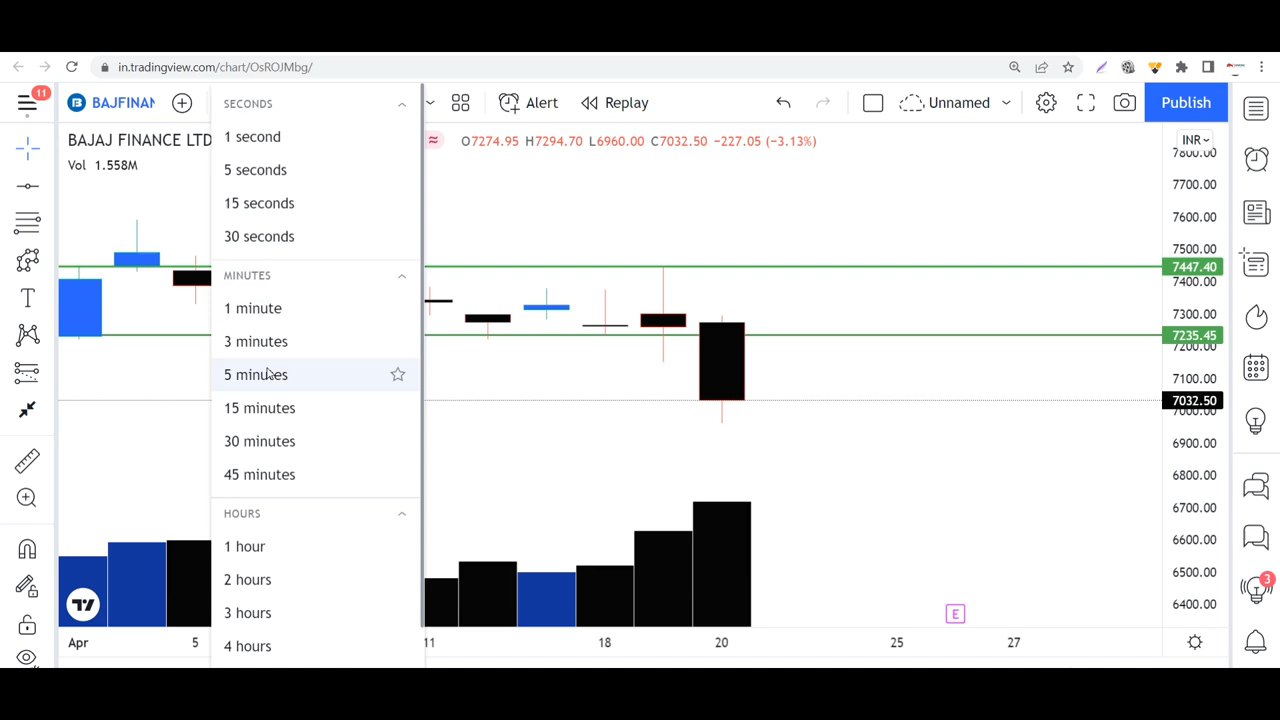 in.tradingview.com/chart/OsROJMbg/
11
BAJFINAN
Alert
Replay
Unnamed
Publish
BAJAJ FINANCE LTD
O7274.95 H7294.70 L6960.00 C7032.50 -227.05 (-3.13%)
INR
Vol 1.558M
SECONDS
1 second
5 seconds
15 seconds
30 seconds
MINUTES
1 minute
3 minutes
5 minutes
15 minutes
30 minutes
45 minutes
HOURS
1 hour
2 hours
3 hours
4 hours
7800.00
7700.00
7600.00
7500.00
7447.40
7400.00
7300.00
7235.45
7200.00
7100.00
7032.50
7000.00
6900.00
6800.00
6700.00
6600.00
6500.00
6400.00
E
3
Apr
5
11
18
20
25
27